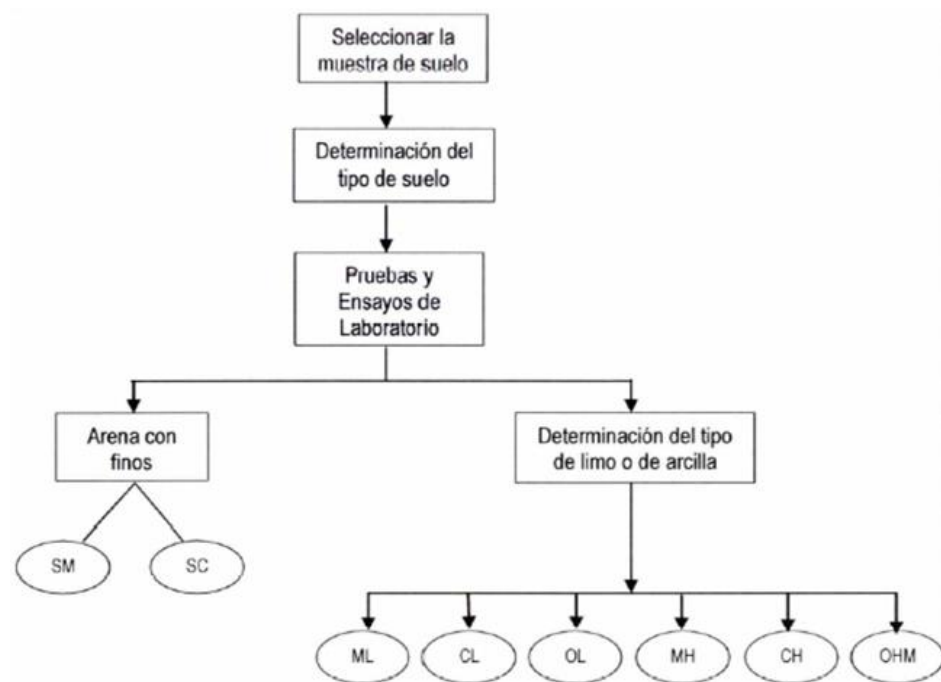 Seleccionar la
muestra de suelo
Determinación del
tipo de suelo
Pruebas y
Ensayos de
Laboratorio
Arena con
finos
Determinación del tipo
de limo o de arcilla
SM
SC
ML
CL
OL
MH
CH
OHM